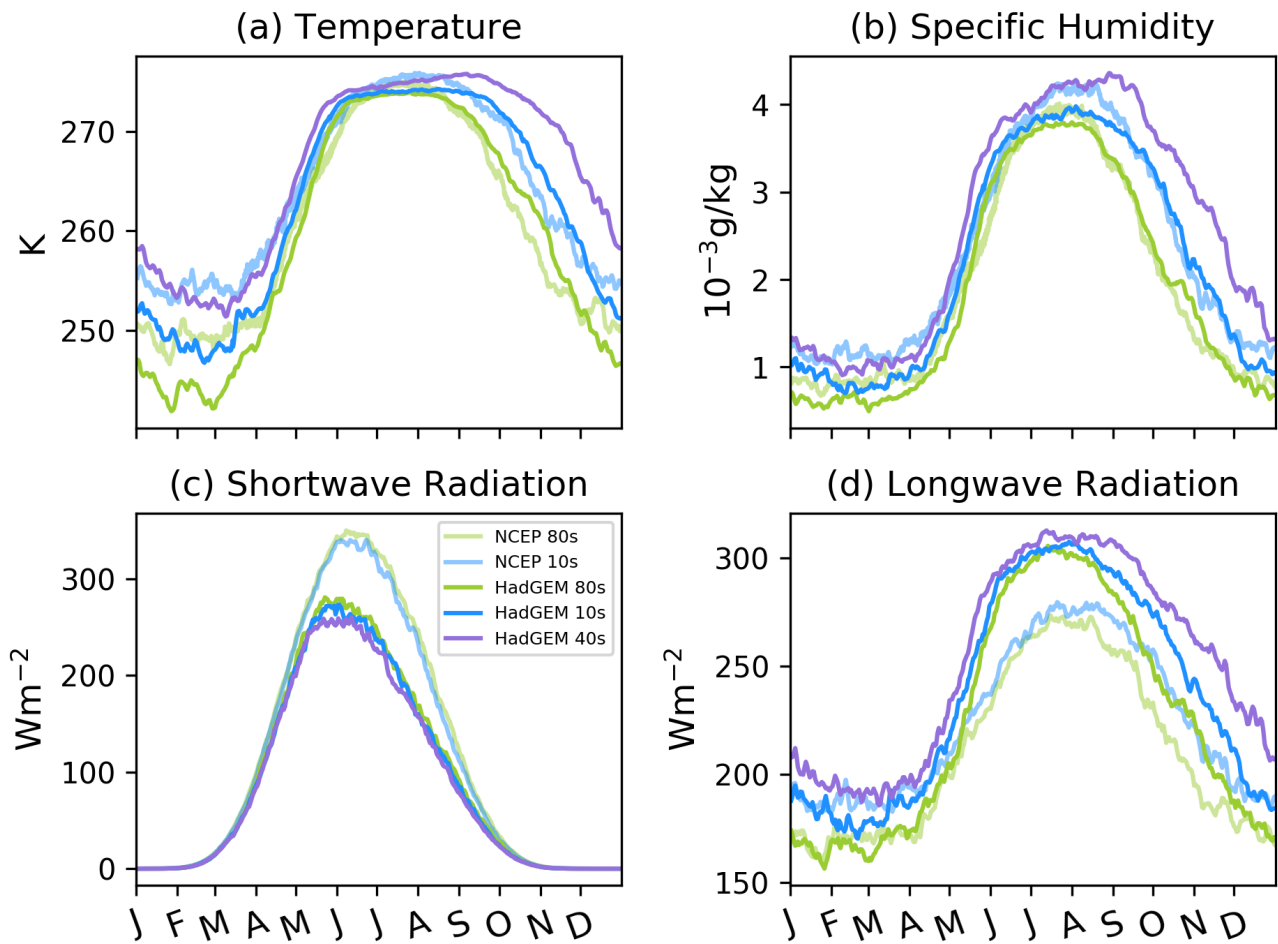 (a) Temperature
(b) Specific Humidity
K
270
260
250
10⁻³g/kg
4
3
2
1
(c) Shortwave Radiation
(d) Longwave Radiation
Wm⁻²
300
200
100
0
NCEP 80s
NCEP 10s
HadGEM 80s
HadGEM 10s
HadGEM 40s
Wm⁻²
300
250
200
150
J F M A M J J A S O N D
J F M A M J J A S O N D